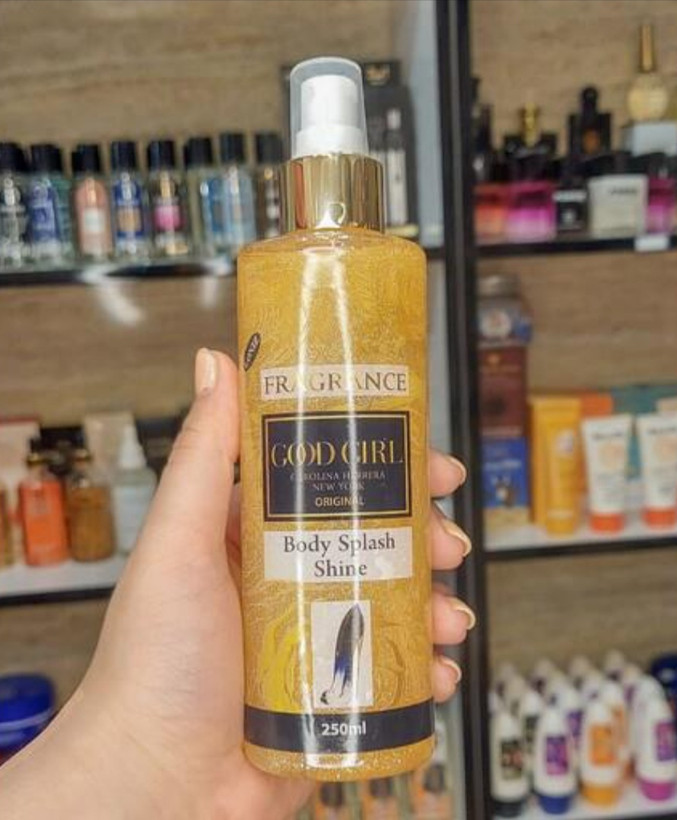 FRAGRANCE
GOOD GIRL
CAROLINA HERRERA
NEW YORK
ORIGINAL
Body Splash
Shine
250ml